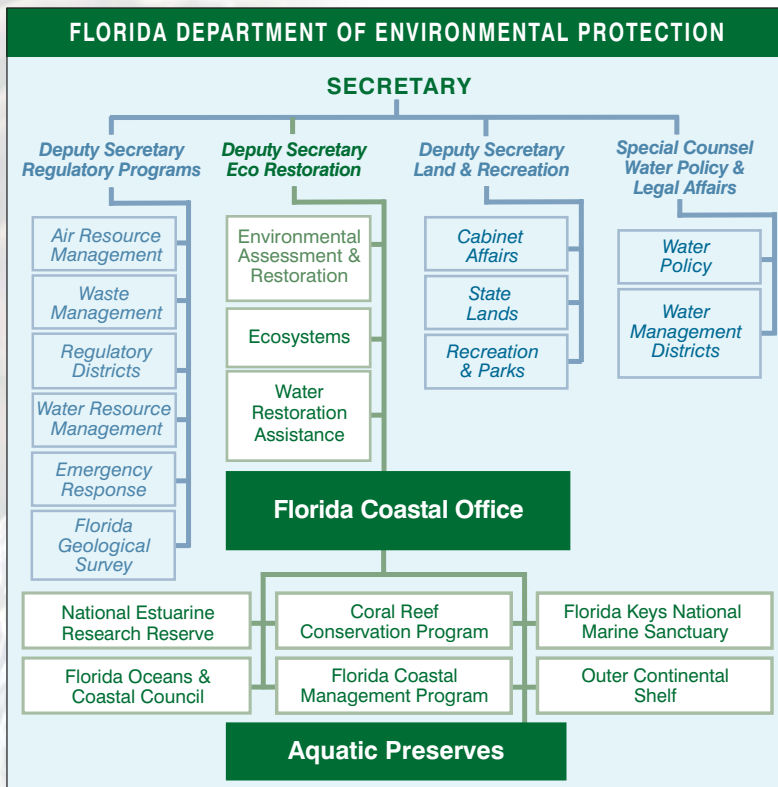 FLORIDA DEPARTMENT OF ENVIRONMENTAL PROTECTION
SECRETARY
Deputy Secretary
Regulatory Programs
Air Resource
Management
Waste
Management
Regulatory
Districts
Water Resource
Management
Emergency
Response
Florida
Geological
Survey
Deputy Secretary
Eco Restoration
Environmental
Assessment &
Restoration
Ecosystems
Water
Restoration
Assistance
Deputy Secretary
Land & Recreation
Cabinet
Affairs
State
Lands
Recreation
& Parks
Special Counsel
Water Policy &
Legal Affairs
Water
Policy
Water
Management
Districts
Florida Coastal Office
National Estuarine
Research Reserve
Coral Reef
Conservation Program
Florida Keys National
Marine Sanctuary
Florida Oceans &
Coastal Council
Florida Coastal
Management Program
Outer Continental
Shelf
Aquatic Preserves